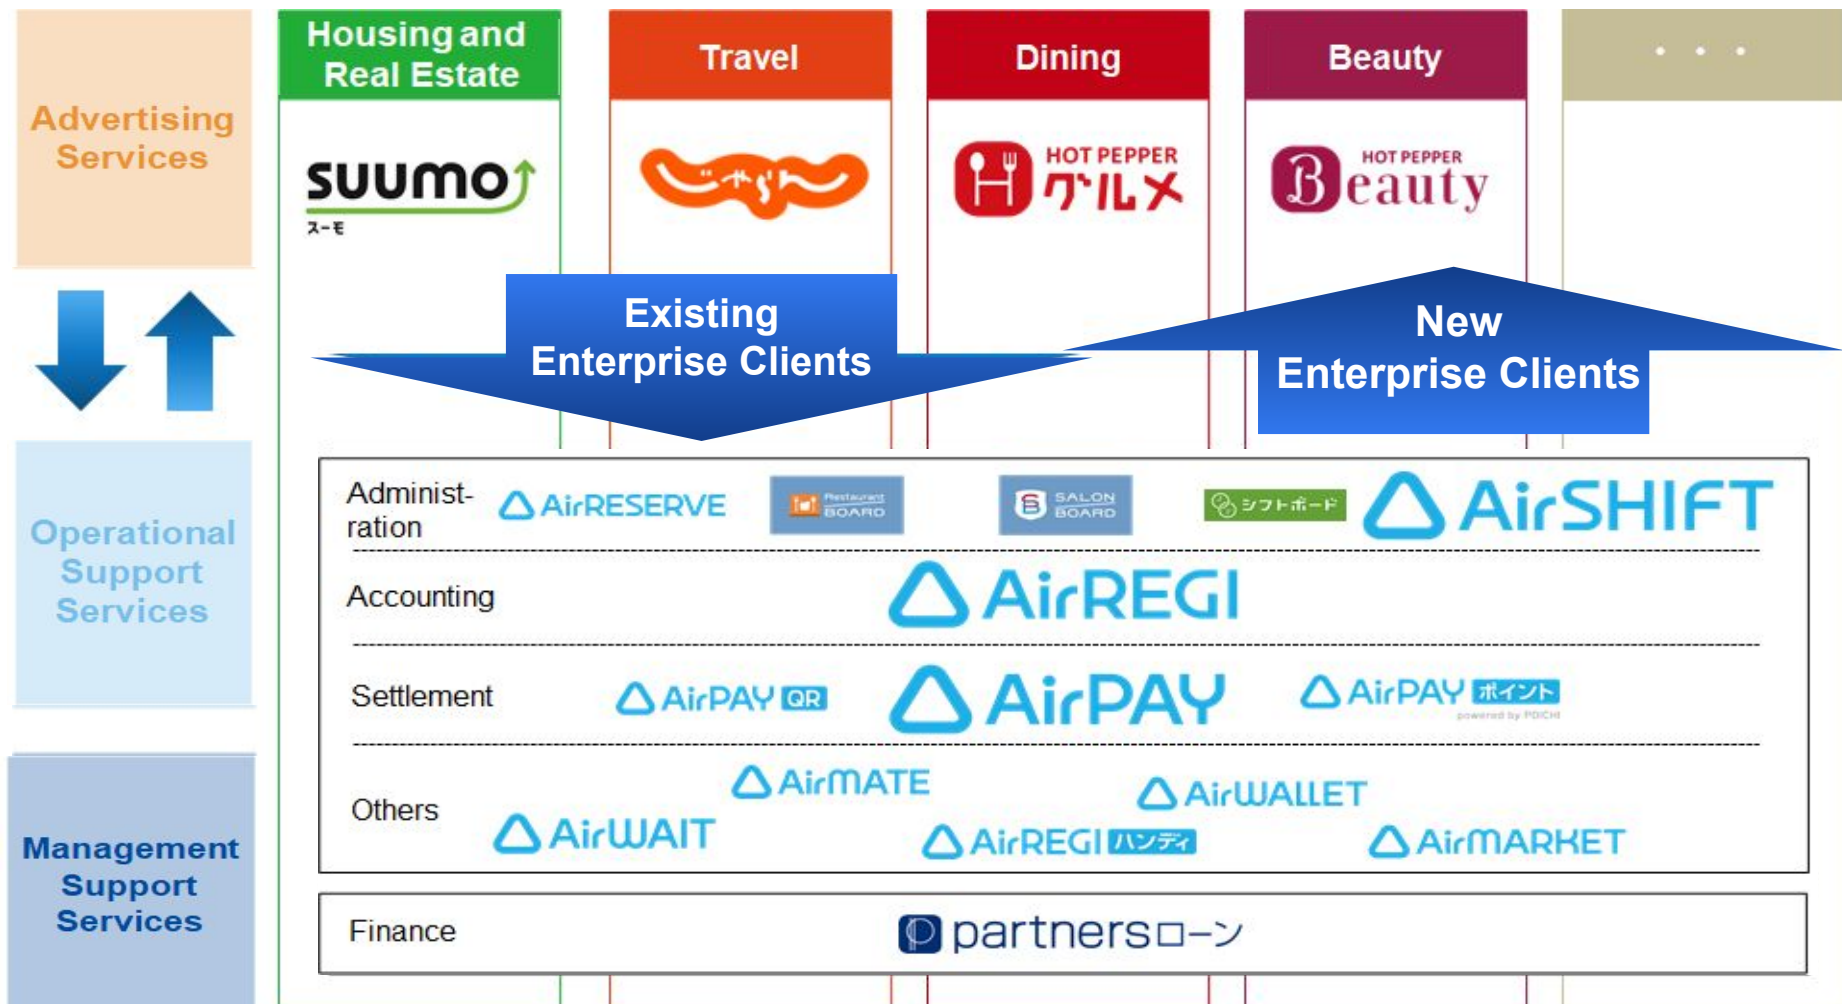 Housing and
Real Estate
Travel
Dining
Beauty
. . .
Advertising
Services
suumo
スーモ
じゃらん
HOT PEPPER
グルメ
HOT PEPPER
Beauty
Existing
Enterprise Clients
New
Enterprise Clients
Operational
Support
Services
Administ-
ration
AirRESERVE
Restaurant
BOARD
SALON
BOARD
シフトボード
AirSHIFT
Accounting
AirREGI
Settlement
AirPAY QR
AirPAY
AirPAY ポイント
powered by POICHI
Others
AirMATE
AirWALLET
AirWAIT
AirREGI ハンディ
AirMARKET
Management
Support
Services
Finance
partnersローン